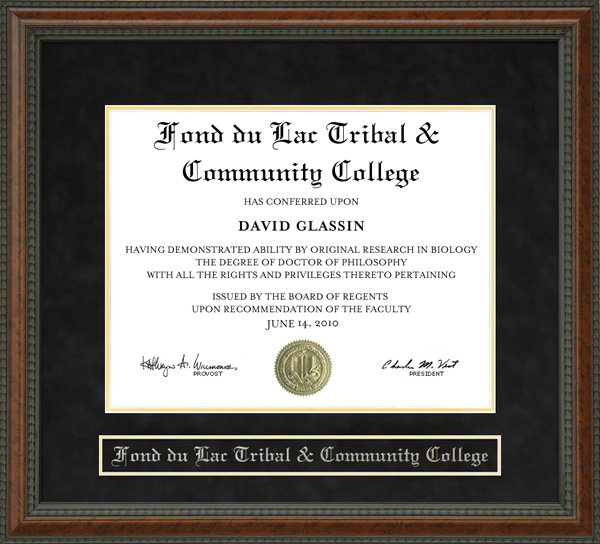 Fond du Lac Tribal &
Community College
HAS CONFERRED UPON
DAVID GLASSIN
HAVING DEMONSTRATED ABILITY BY ORIGINAL RESEARCH IN BIOLOGY
THE DEGREE OF DOCTOR OF PHILOSOPHY
WITH ALL THE RIGHTS AND PRIVILEGES THERETO PERTAINING
ISSUED BY THE BOARD OF REGENTS
UPON RECOMMENDATION OF THE FACULTY
JUNE 14, 2010
Charles M. Vest
PROVOST
PRESIDENT
Fond du Lac Tribal & Community College